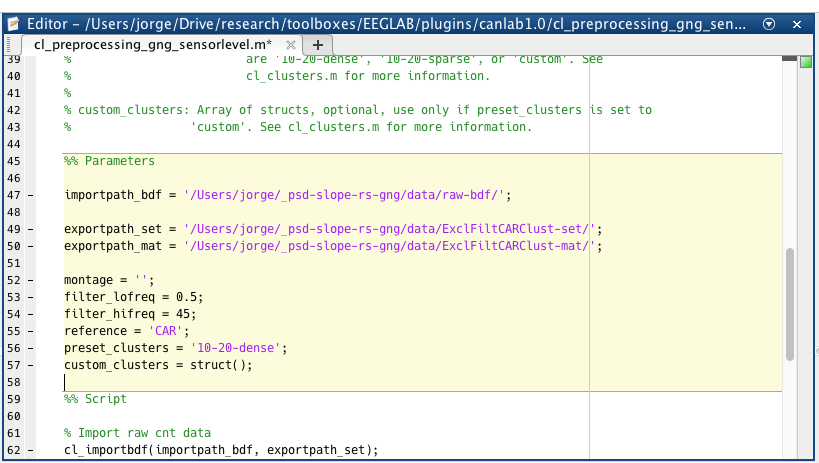 Editor - /Users/jorge/Drive/research/toolboxes/EEGLAB/plugins/canlab1.0/cl_preprocessing_gng_sen...
cl_preprocessing_gng_sensorlevel.m*
39 % are '10-20-dense', '10-20-sparse', or 'custom'. See
40 % cl_clusters.m for more information.
41 %
42 % custom_clusters: Array of structs, optional, use only if preset_clusters is set to
43 % 'custom'. See cl_clusters.m for more information.
44
45 %% Parameters
46
47 - importpath_bdf = '/Users/jorge/_psd-slope-rs-gng/data/raw-bdf/';
48
49 - exportpath_set = '/Users/jorge/_psd-slope-rs-gng/data/ExclFiltCARClust-set/';
50 - exportpath_mat = '/Users/jorge/_psd-slope-rs-gng/data/ExclFiltCARClust-mat/';
51
52 - montage = '';
53 - filter_lofreq = 0.5;
54 - filter_hifreq = 45;
55 - reference = 'CAR';
56 - preset_clusters = '10-20-dense';
57 - custom_clusters = struct();
58
59 %% Script
60
61 % Import raw cnt data
62 - cl_importbdf(importpath_bdf, exportpath_set);